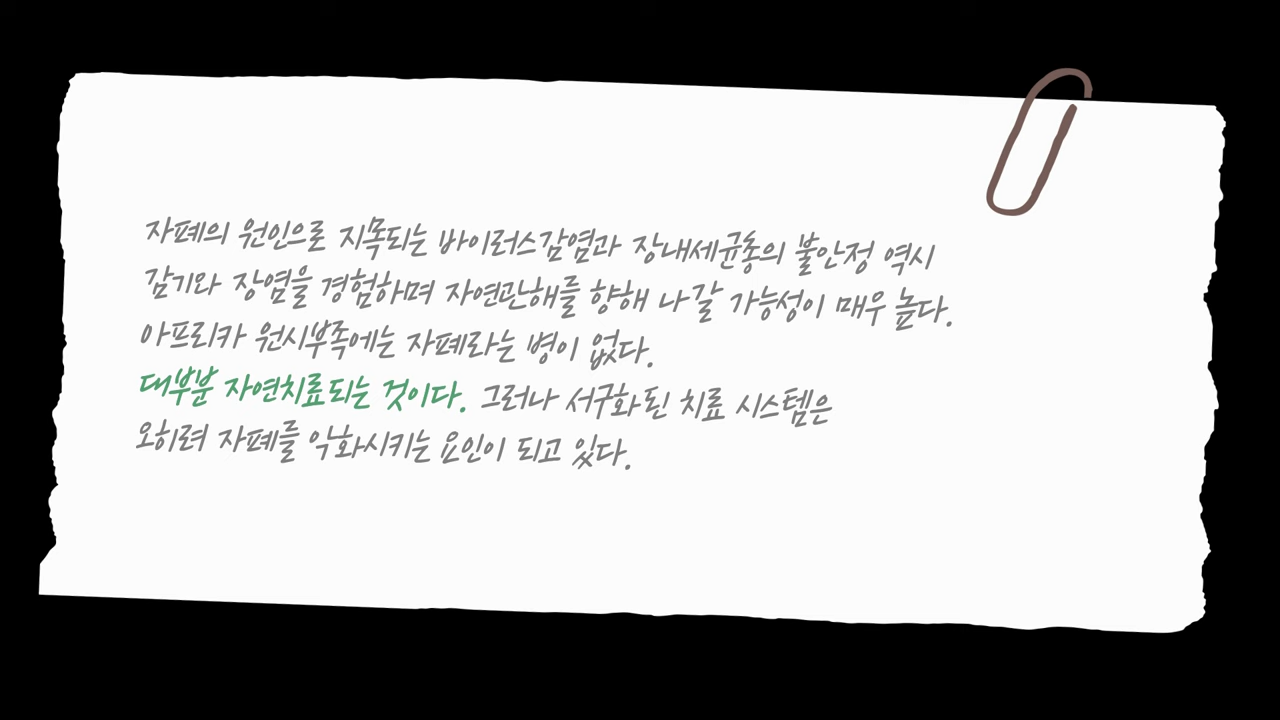 자폐의 원인으로 지목되는 바이러스감염과 장내세균총의 불안정 역시
감기와 장염을 경험하며 자연관해를 향해 나갈 가능성이 매우 높다.
아프리카 원시부족에는 자폐라는 병이 없다.
대부분 자연치료되는 것이다. 그러나 서구화된 치료 시스템은
오히려 자폐를 악화시키는 요인이 되고 있다.